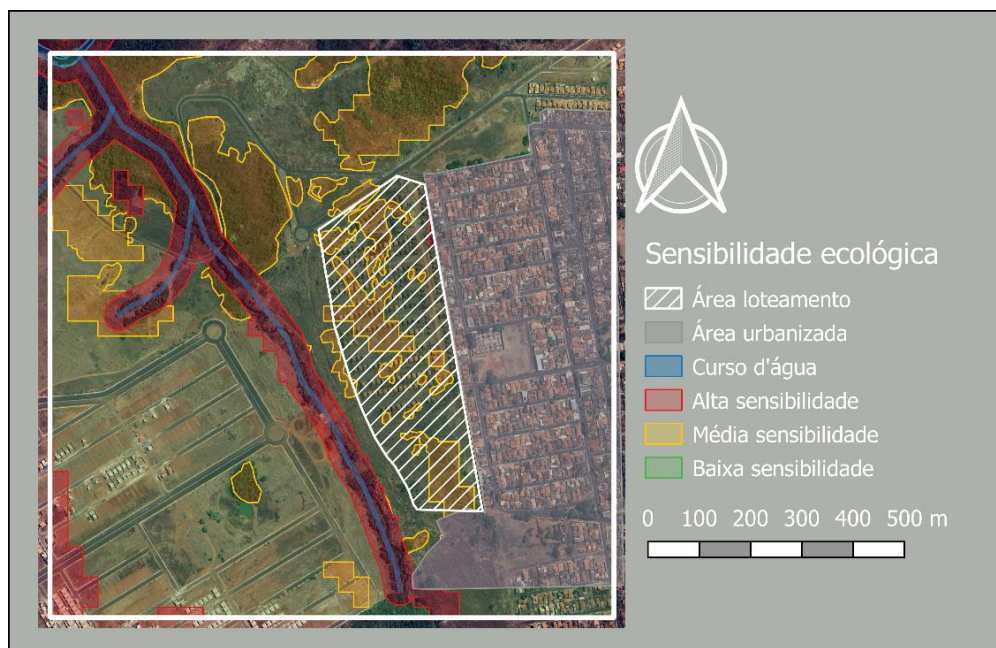 Sensibilidade ecológica
Área loteamento
Área urbanizada
Curso d'água
Alta sensibilidade
Média sensibilidade
Baixa sensibilidade
0 100 200 300 400 500 m